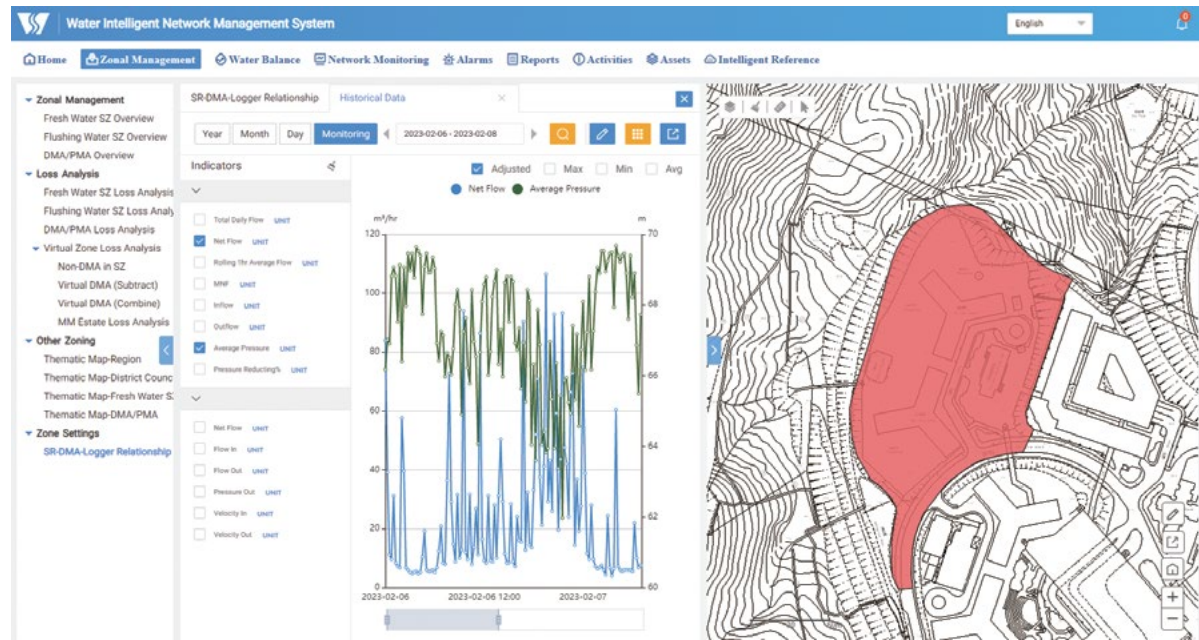 Water Intelligent Network Management System
English
0
Home Zonal Management Water Balance Network Monitoring Alarms Reports Activities Assets Intelligent Reference
Zonal Management
Fresh Water SZ Overview
Flushing Water SZ Overview
DMA/PMA Overview
Loss Analysis
Fresh Water SZ Loss Analysis
Flushing Water SZ Loss Analy
DMA/PMA Loss Analysis
Virtual Zone Loss Analysis
Non-DMA in SZ
Virtual DMA (Subtract)
Virtual DMA (Combine)
MM Estate Loss Analysis
Other Zoning
Thematic Map-Region
Thematic Map-District Counc
Thematic Map-Fresh Water S
Thematic Map-DMA/PMA
Zone Settings
SR-DMA-Logger Relationship
SR-DMA-Logger Relationship Historical Data
Year Month Day Monitoring 2023-02-06 - 2023-02-08
Indicators
Total Daily Flow UNIT
Net Flow UNIT
Rolling 1hr Average Flow UNIT
MNF UNIT
Inflow UNIT
Outflow UNIT
Average Pressure UNIT
Pressure Reducting% UNIT
Net Flow UNIT
Flow In UNIT
Flow Out UNIT
Pressure Out UNIT
Velocity In UNIT
Velocity Out UNIT
Adjusted Max Min Avg
Net Flow Average Pressure
m³/hr m
120 70
100
68
80
66
60
64
40
62
20
0 60
2023-02-06 2023-02-06 12:00 2023-02-07